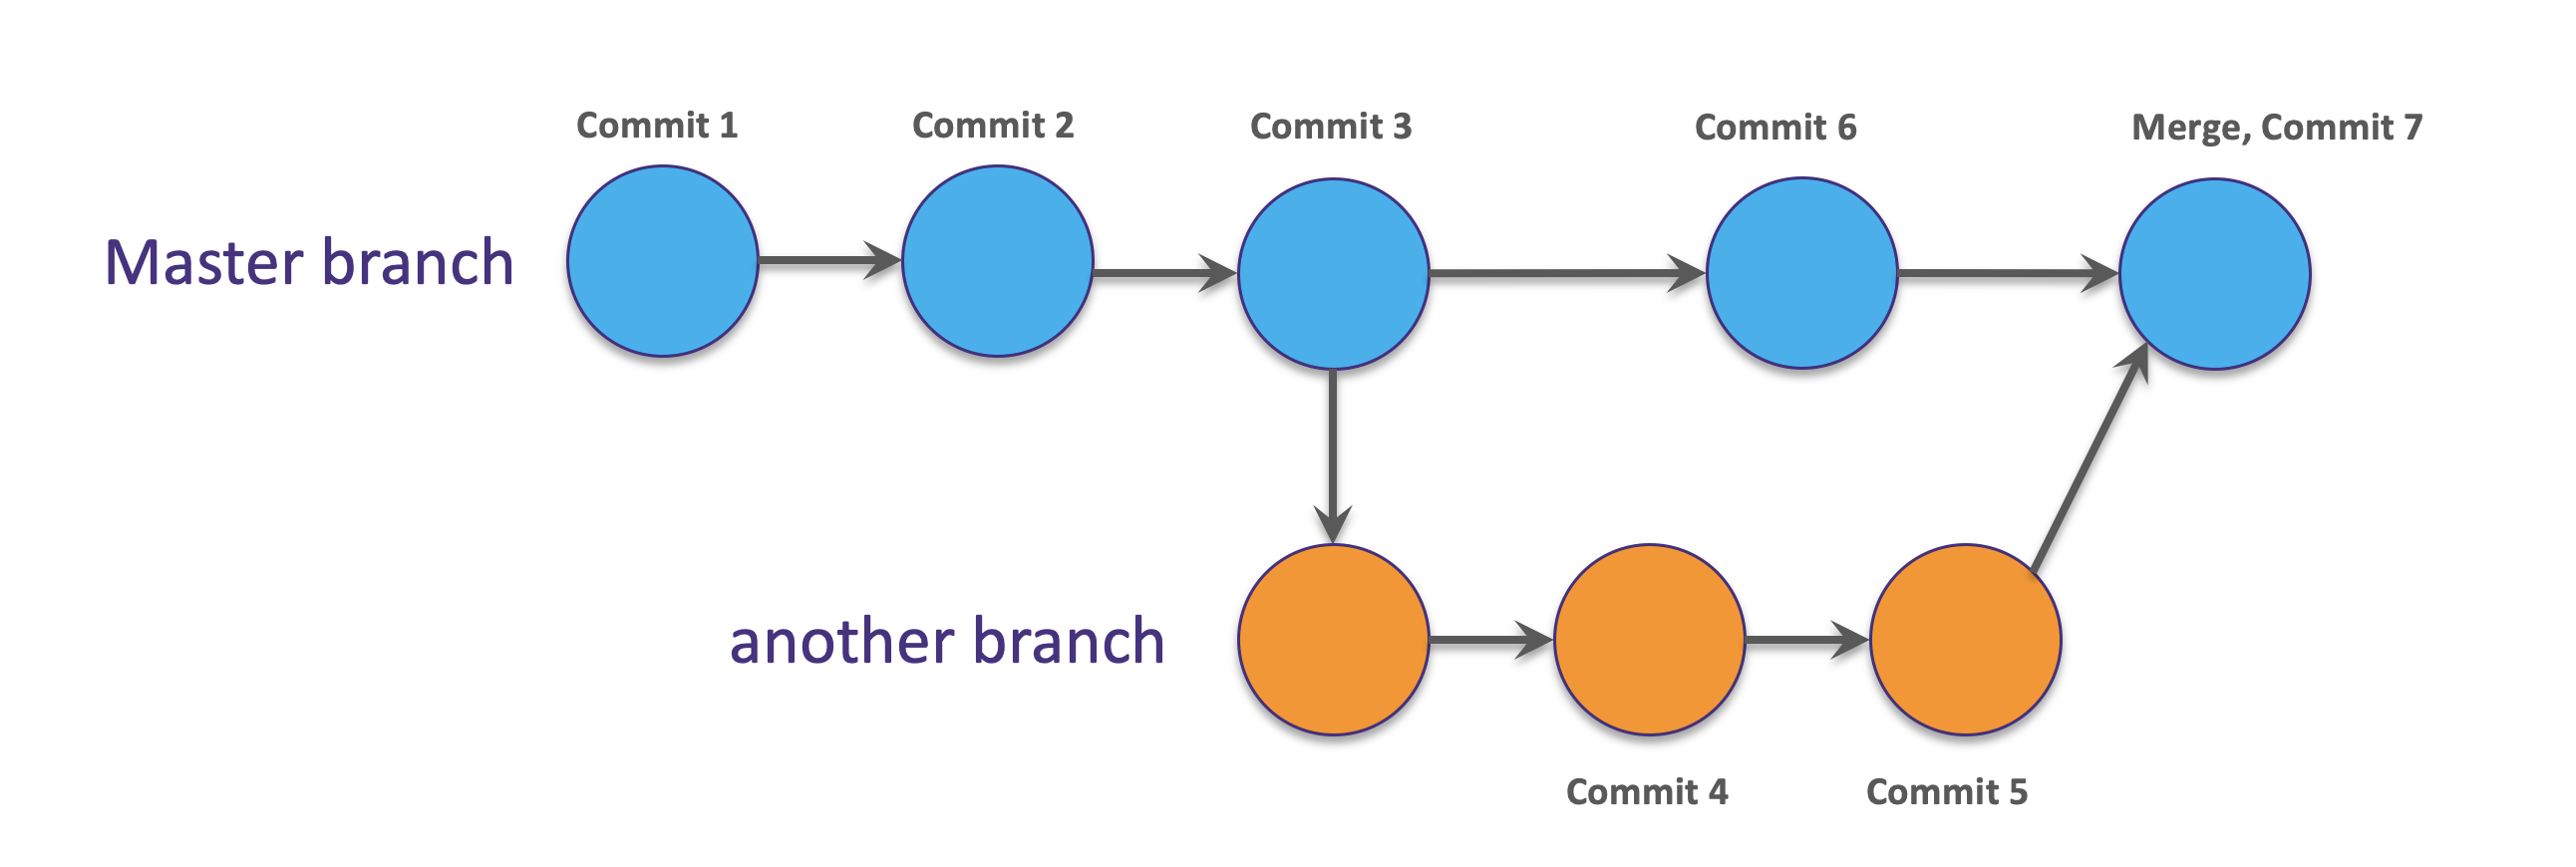 Commit 1
Commit 2
Commit 3
Commit 6
Merge, Commit 7
Master branch
another branch
Commit 4
Commit 5